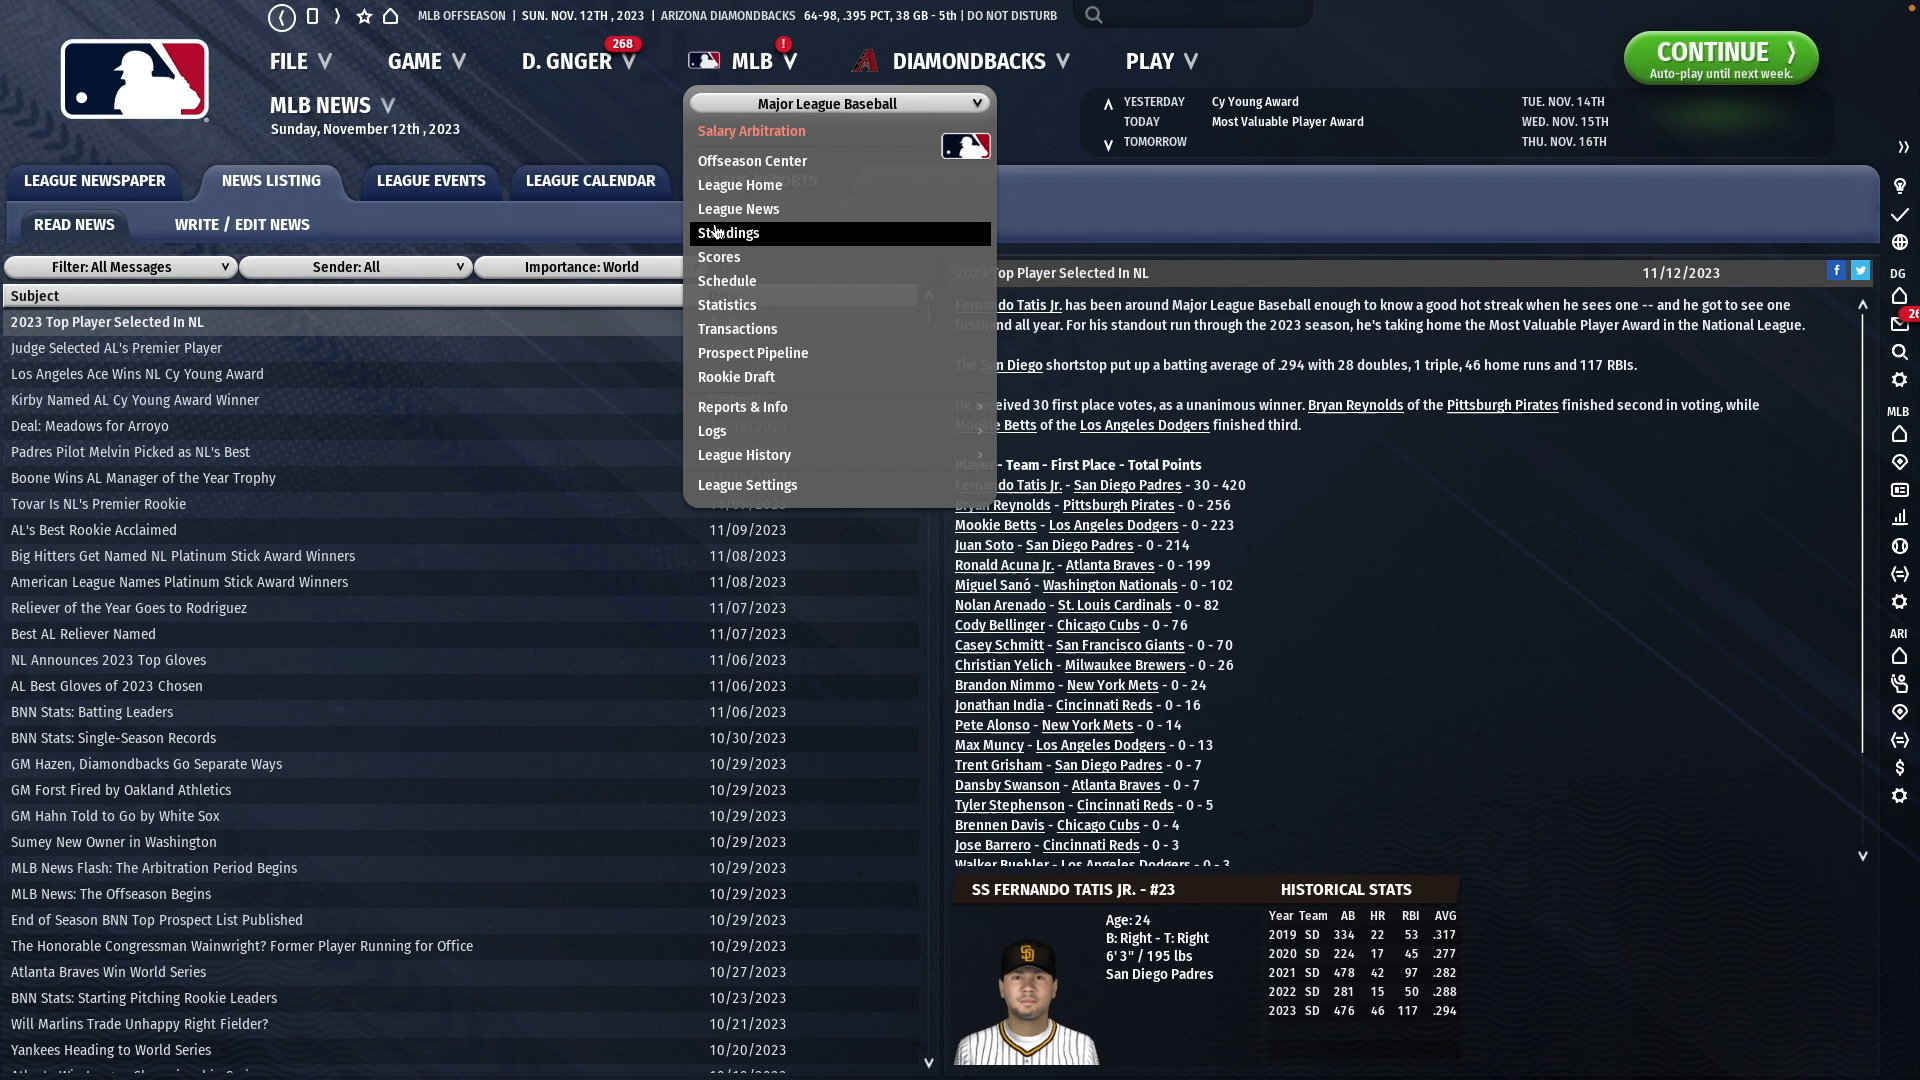 MLB OFFSEASON | SUN. NOV. 12TH , 2023 | ARIZONA DIAMONDBACKS 64-98, .395 PCT, 38 GB - 5th | DO NOT DISTURB
FILE GAME D. GNGER 268 MLB ! DIAMONDBACKS PLAY
CONTINUE
Auto-play until next week.
MLB NEWS
Sunday, November 12th , 2023
YESTERDAY Cy Young Award TUE. NOV. 14TH
TODAY Most Valuable Player Award WED. NOV. 15TH
TOMORROW THU. NOV. 16TH
LEAGUE NEWSPAPER NEWS LISTING LEAGUE EVENTS LEAGUE CALENDAR
READ NEWS WRITE / EDIT NEWS
Filter: All Messages Sender: All Importance: World
Subject
2023 Top Player Selected In NL
Judge Selected AL's Premier Player
Los Angeles Ace Wins NL Cy Young Award
Kirby Named AL Cy Young Award Winner
Deal: Meadows for Arroyo
Padres Pilot Melvin Picked as NL's Best
Boone Wins AL Manager of the Year Trophy
Tovar Is NL's Premier Rookie 11/09/2023
AL's Best Rookie Acclaimed 11/09/2023
Big Hitters Get Named NL Platinum Stick Award Winners 11/08/2023
American League Names Platinum Stick Award Winners 11/08/2023
Reliever of the Year Goes to Rodriguez 11/07/2023
Best AL Reliever Named 11/07/2023
NL Announces 2023 Top Gloves 11/06/2023
AL Best Gloves of 2023 Chosen 11/06/2023
BNN Stats: Batting Leaders 11/06/2023
BNN Stats: Single-Season Records 10/30/2023
GM Hazen, Diamondbacks Go Separate Ways 10/29/2023
GM Forst Fired by Oakland Athletics 10/29/2023
GM Hahn Told to Go by White Sox 10/29/2023
Sumey New Owner in Washington 10/29/2023
MLB News Flash: The Arbitration Period Begins 10/29/2023
MLB News: The Offseason Begins 10/29/2023
End of Season BNN Top Prospect List Published 10/29/2023
The Honorable Congressman Wainwright? Former Player Running for Office 10/29/2023
Atlanta Braves Win World Series 10/27/2023
BNN Stats: Starting Pitching Rookie Leaders 10/23/2023
Will Marlins Trade Unhappy Right Fielder? 10/21/2023
Yankees Heading to World Series 10/20/2023
Major League Baseball
Salary Arbitration
Offseason Center
League Home
League News
Standings
Scores
Schedule
Statistics
Transactions
Prospect Pipeline
Rookie Draft
Reports & Info
Logs
League History
League Settings
2023 Top Player Selected In NL 11/12/2023
Fernando Tatis Jr. has been around Major League Baseball enough to know a good hot streak when he sees one -- and he got to see one
firsthand all year. For his standout run through the 2023 season, he's taking home the Most Valuable Player Award in the National League.
The San Diego shortstop put up a batting average of .294 with 28 doubles, 1 triple, 46 home runs and 117 RBIs.
He received 30 first place votes, as a unanimous winner. Bryan Reynolds of the Pittsburgh Pirates finished second in voting, while
Mookie Betts of the Los Angeles Dodgers finished third.
Player - Team - First Place - Total Points
Fernando Tatis Jr. - San Diego Padres - 30 - 420
Bryan Reynolds - Pittsburgh Pirates - 0 - 256
Mookie Betts - Los Angeles Dodgers - 0 - 223
Juan Soto - San Diego Padres - 0 - 214
Ronald Acuna Jr. - Atlanta Braves - 0 - 199
Miguel Sanó - Washington Nationals - 0 - 102
Nolan Arenado - St. Louis Cardinals - 0 - 82
Cody Bellinger - Chicago Cubs - 0 - 76
Casey Schmitt - San Francisco Giants - 0 - 70
Christian Yelich - Milwaukee Brewers - 0 - 26
Brandon Nimmo - New York Mets - 0 - 24
Jonathan India - Cincinnati Reds - 0 - 16
Pete Alonso - New York Mets - 0 - 14
Max Muncy - Los Angeles Dodgers - 0 - 13
Trent Grisham - San Diego Padres - 0 - 7
Dansby Swanson - Atlanta Braves - 0 - 7
Tyler Stephenson - Cincinnati Reds - 0 - 5
Brennen Davis - Chicago Cubs - 0 - 4
Jose Barrero - Cincinnati Reds - 0 - 3
Walker Buehler - Los Angeles Dodgers - 0 - 3
SS FERNANDO TATIS JR. - #23
Age: 24
B: Right - T: Right
6' 3" / 195 lbs
San Diego Padres
HISTORICAL STATS
Year Team AB HR RBI AVG
2019 SD 334 22 53 .317
2020 SD 224 17 45 .277
2021 SD 478 42 97 .282
2022 SD 281 15 50 .288
2023 SD 476 46 117 .294
DG
26
MLB
ARI